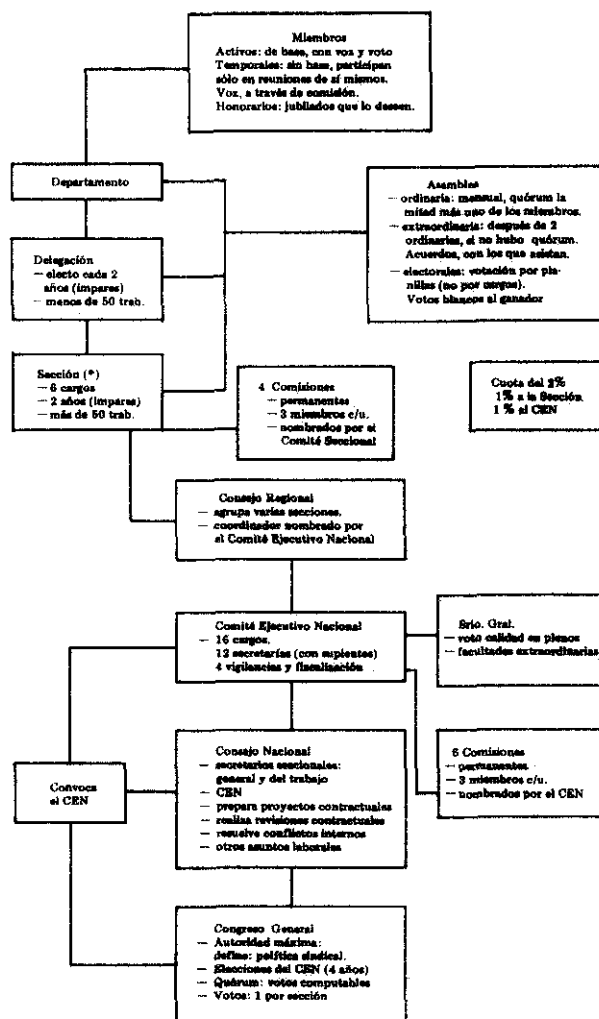 Miembros
Activos: de base, con voz y voto
Temporales: sin base, participan
sólo en reuniones de sí mismos.
Voz, a través de comisión.
Honorarios: jubilados que lo deseen.
Departamento
Asambles
— ordinaria: mensual, quórum la
mitad más uno de los miembros.
— extraordinaria: después de 2
ordinarias, si no hubo quórum.
Acuerdos, con los que asistan.
— electorales: votación por pla-
nillas (no por cargos).
Votos blancos al ganador
Delegación
— electo cada 2
años (impares)
— menos de 50 trab.
Sección (*)
— 6 cargos
— 2 años (impares)
— más de 50 trab.
4 Comisiones
— permanentes
— 3 miembros c/u.
— nombrados por el
Comité Seccional
Cuota del 2%
1% a la Sección
1 % al CEN
Consejo Regional
— agrupa varias secciones.
— coordinador nombrado por
el Comité Ejecutivo Nacional
Comité Ejecutivo Nacional
— 16 cargos.
12 secretarías (con suplentes)
4 vigilancias y fiscalización
Srio. Gral.
— voto calidad en plenos
— facultades extraordinarias
Consejo Nacional
— secretarios seccionales:
general y del trabajo
— CEN
— prepara proyectos contractuales
— realiza revisiones contractuales
— resuelve conflictos internos
— otros asuntos laborales
6 Comisiones
— permanentes
— 3 miembros c/u.
— nombrados por el CEN
Convoca
el CEN
Congreso General
— Autoridad máxima:
define: política sindical.
— Elecciones del CEN (4 años)
— Quórum: votos computables
— Votos: 1 por sección